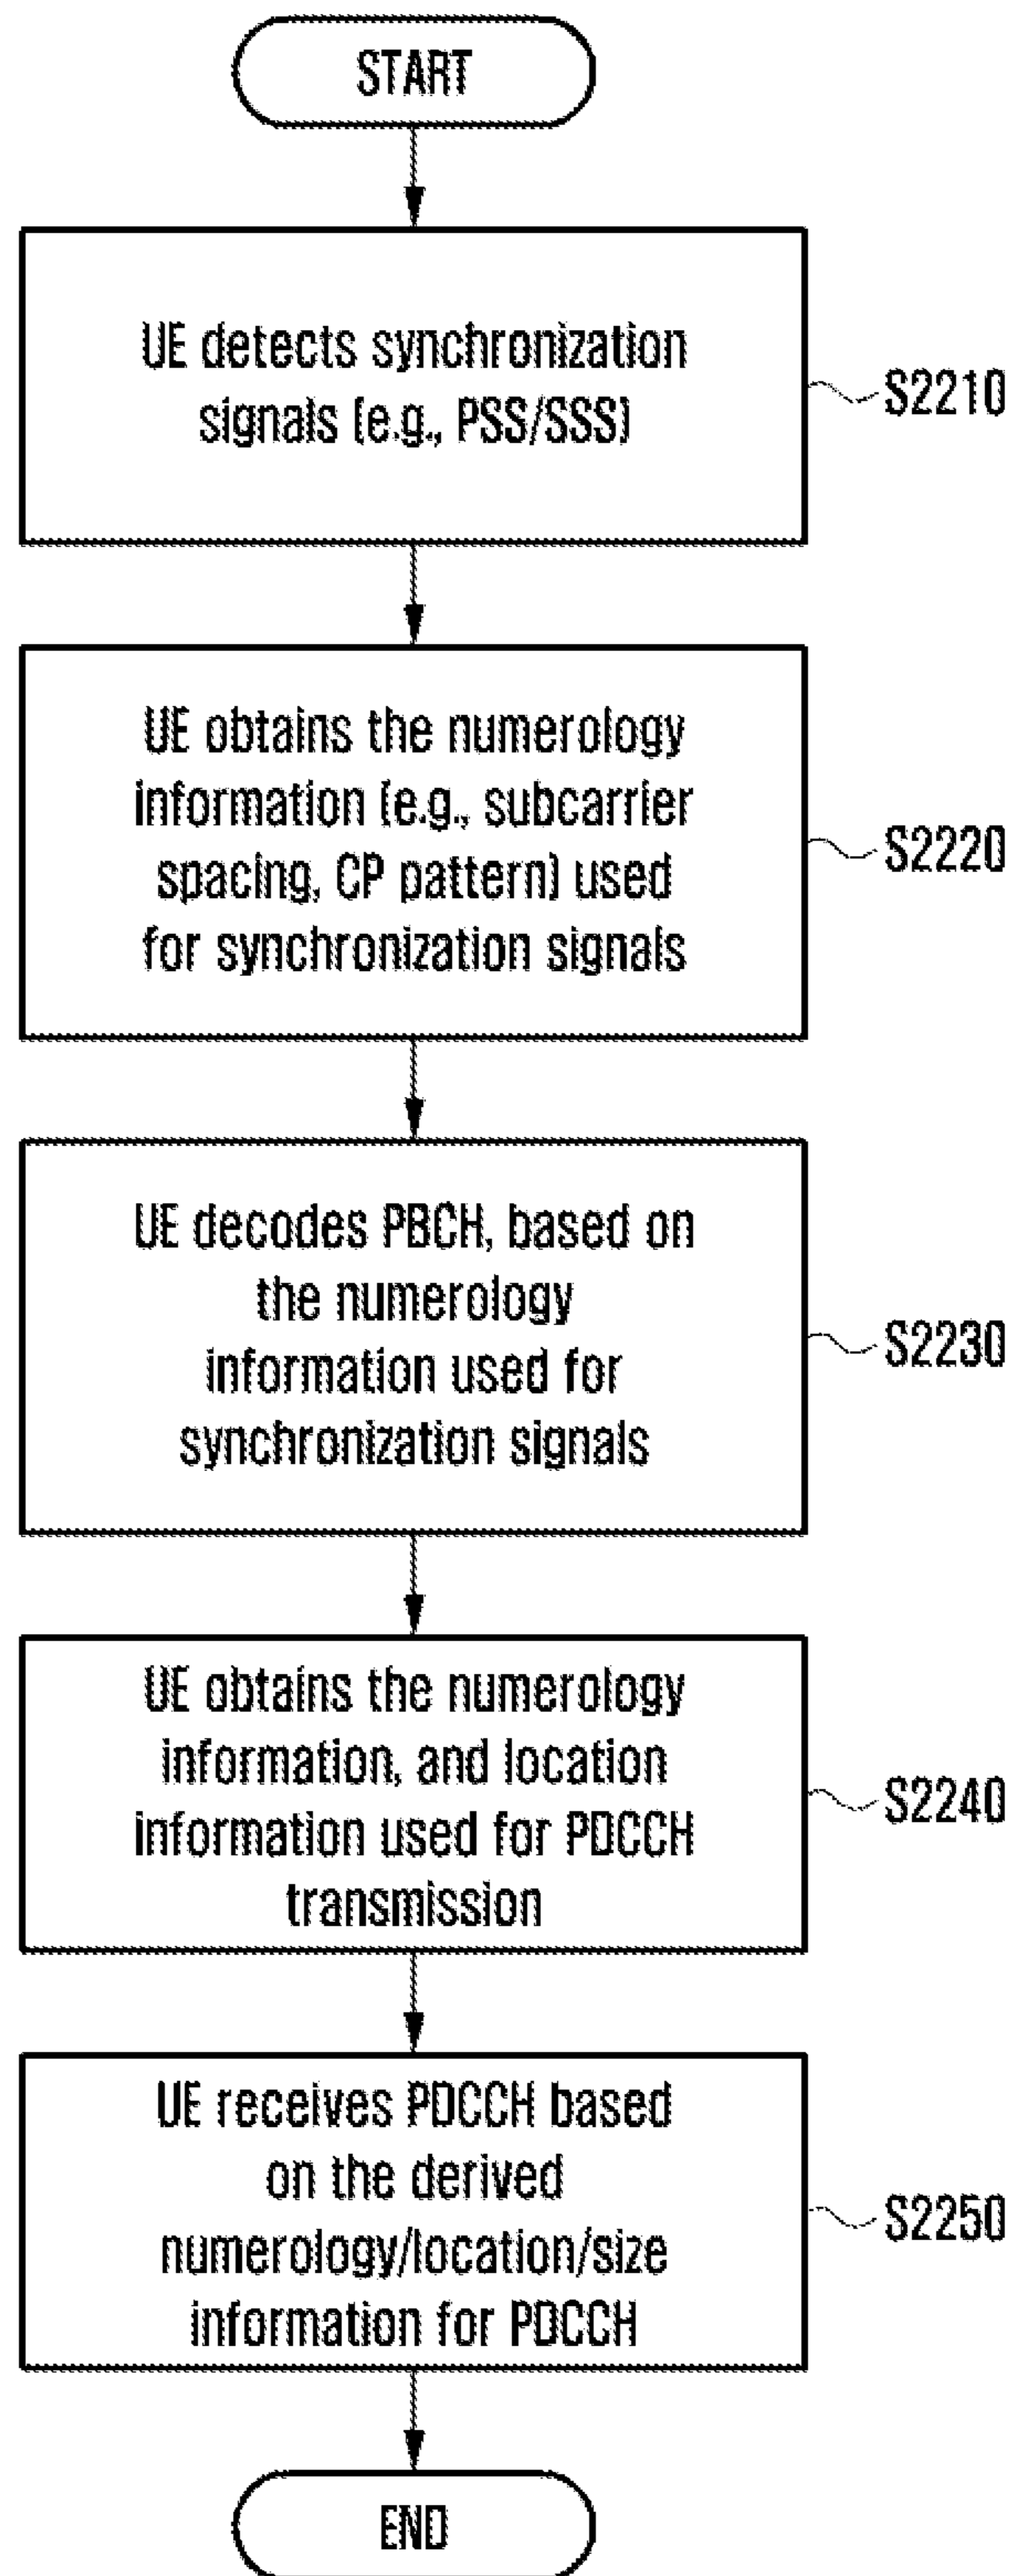 START
UE detects synchronization
signals (e.g., PSS/SSS)
S2210
UE obtains the numerology
information (e.g., subcarrier
spacing, CP pattern) used
for synchronization signals
S2220
UE decodes PBCH, based on
the numerology
information used for
synchronization signals
S2230
UE obtains the numerology
information, and location
information used for PDCCH
transmission
S2240
UE receives PDCCH based
on the derived
numerology/location/size
information for PDCCH
S2250
END